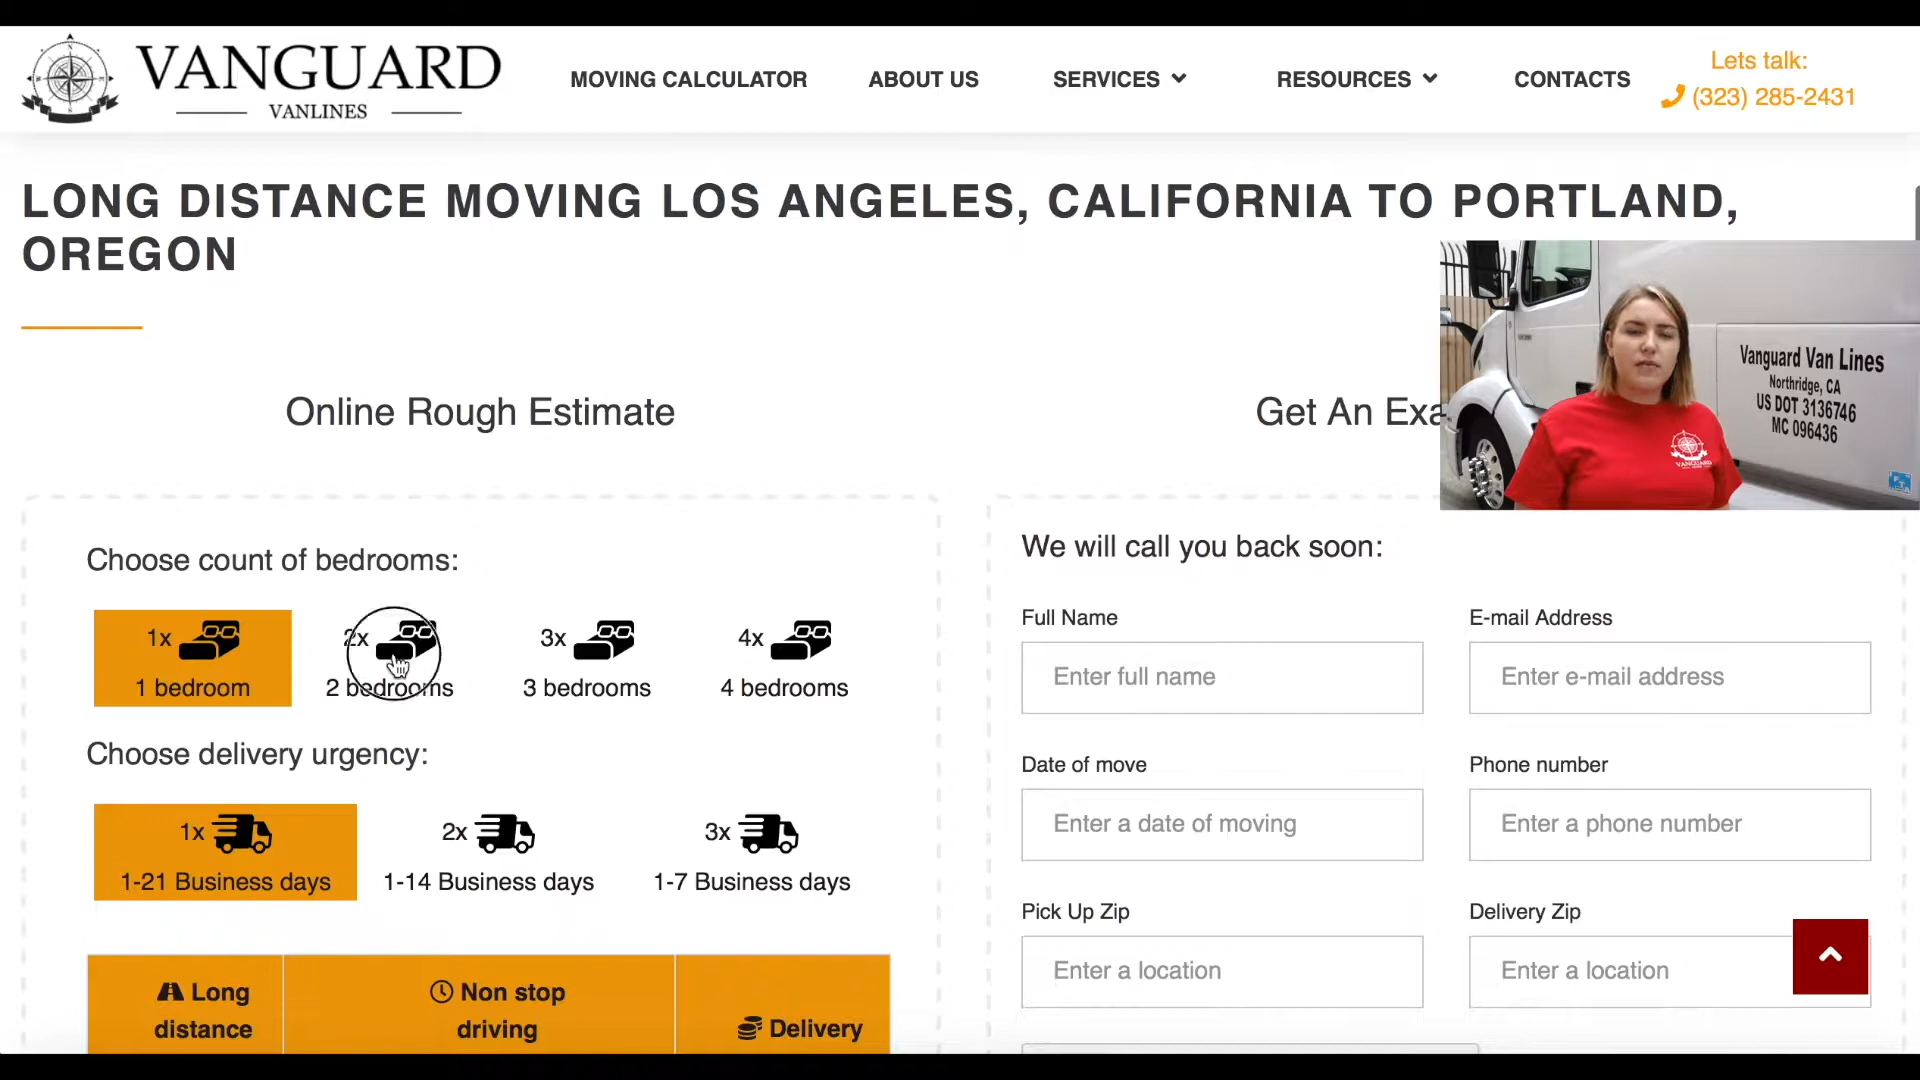 VANGUARD
VANLINES
MOVING CALCULATOR
ABOUT US
SERVICES
RESOURCES
CONTACTS
Lets talk:
(323) 285-2431
LONG DISTANCE MOVING LOS ANGELES, CALIFORNIA TO PORTLAND,
OREGON
Vanguard Van Lines
Northridge, CA
US DOT 3136746
MC 096436
VANGUARD
Online Rough Estimate
Get An Exa
Choose count of bedrooms:
1x
2x
3x
4x
1 bedroom
2 bedrooms
3 bedrooms
4 bedrooms
Choose delivery urgency:
1x
2x
3x
1-21 Business days
1-14 Business days
1-7 Business days
Long
distance
Non stop
driving
Delivery
We will call you back soon:
Full Name
E-mail Address
Enter full name
Enter e-mail address
Date of move
Phone number
Enter a date of moving
Enter a phone number
Pick Up Zip
Delivery Zip
Enter a location
Enter a location